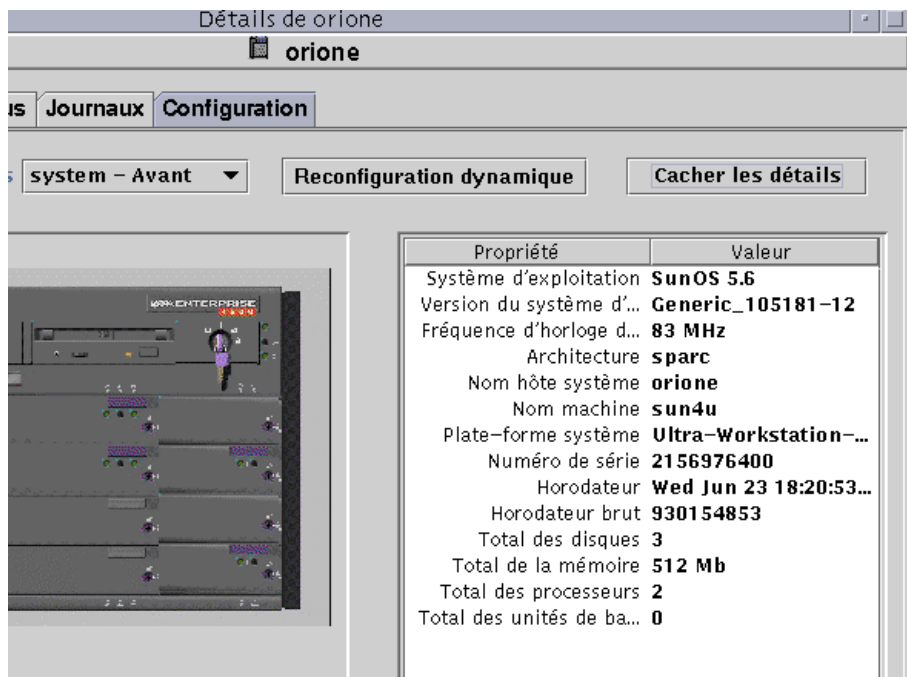 Détails de orione
orione
Journaux Configuration
system – Avant Reconfiguration dynamique Cacher les détails
Propriété Valeur
Système d'exploitation SunOS 5.6
Version du système d'... Generic_105181–12
Fréquence d'horloge d... 83 MHz
Architecture sparc
Nom hôte système orione
Nom machine sun4u
Plate–forme système Ultra–Workstation–...
Numéro de série 2156976400
Horodateur Wed Jun 23 18:20:53...
Horodateur brut 930154853
Total des disques 3
Total de la mémoire 512 Mb
Total des processeurs 2
Total des unités de ba... 0
ENTERPRISE